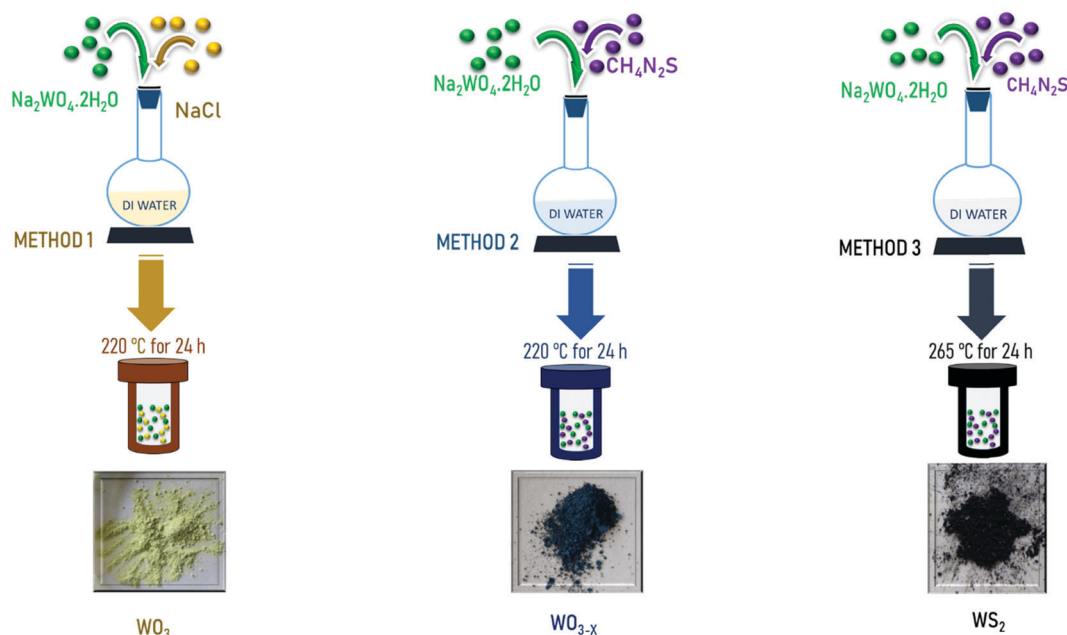 Na₂WO₄.2H₂O
NaCl
DI WATER
METHOD 1
220 °C for 24 h
WO₃
Na₂WO₄.2H₂O
CH₄N₂S
DI WATER
METHOD 2
220 °C for 24 h
WO₃₋ₓ
Na₂WO₄.2H₂O
CH₄N₂S
DI WATER
METHOD 3
265 °C for 24 h
WS₂